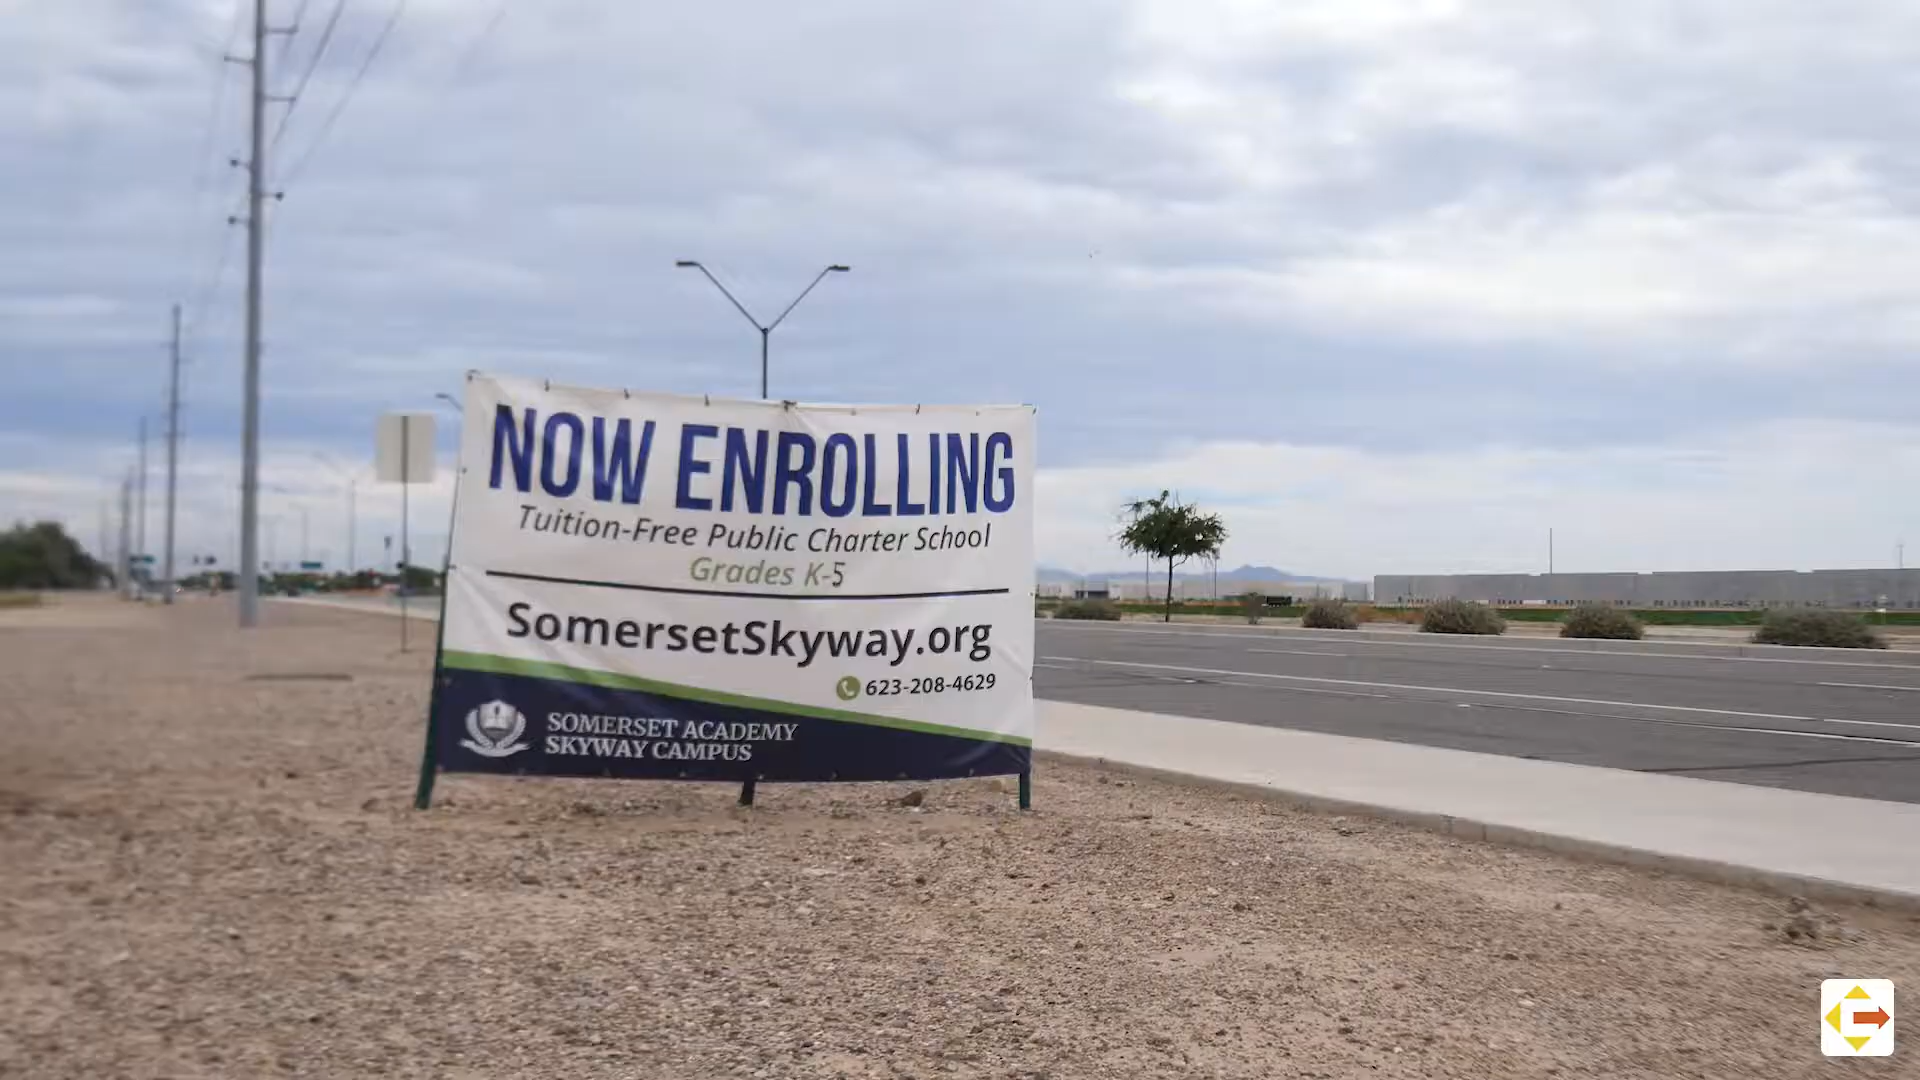 NOW ENROLLING
Tuition-Free Public Charter School
Grades K-5
SomersetSkyway.org
623-208-4629
SOMERSET ACADEMY
SKYWAY CAMPUS